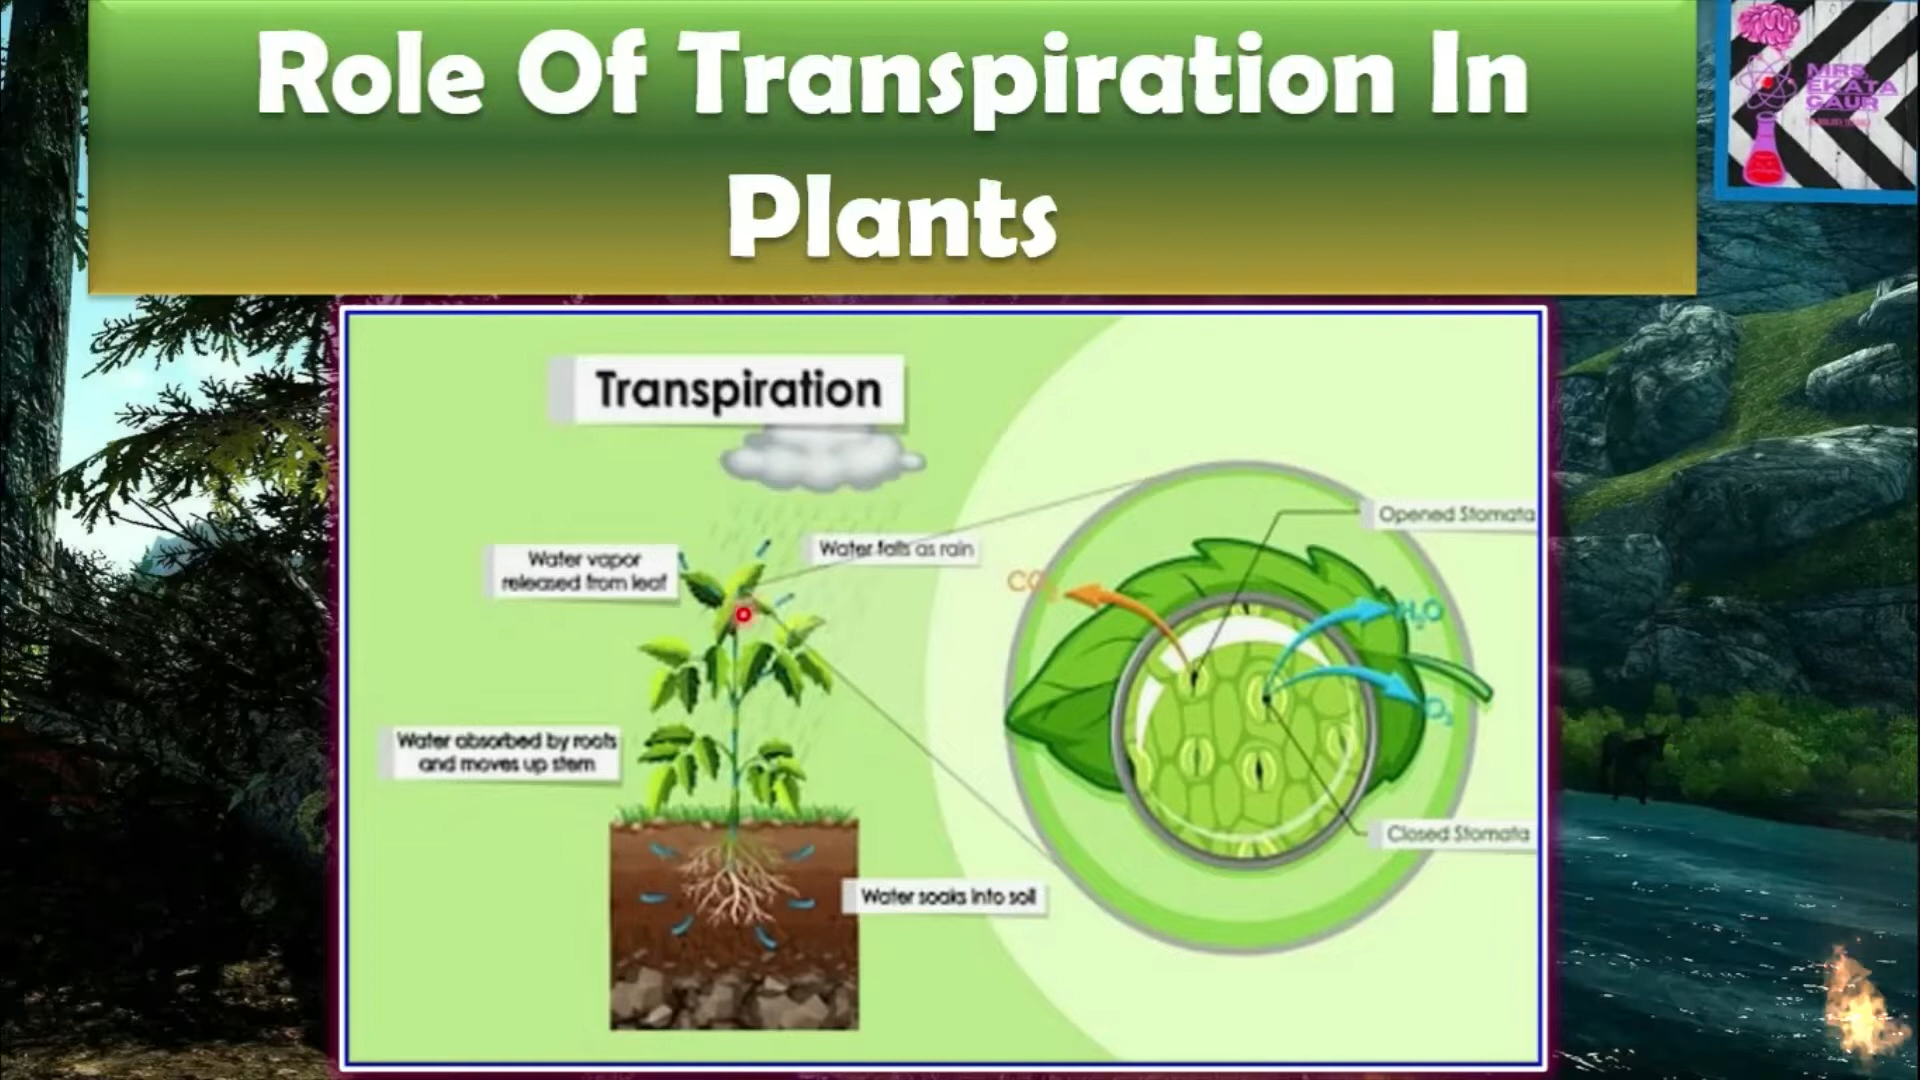 Role Of Transpiration In
Plants
MRS.
EKATA
GAUR
Transpiration
Water vapor
released from leaf
Water falls as rain
Opened Stomata
CO₂
H₂O
O₂
Water absorbed by roots
and moves up stem
Closed Stomata
Water soaks into soil